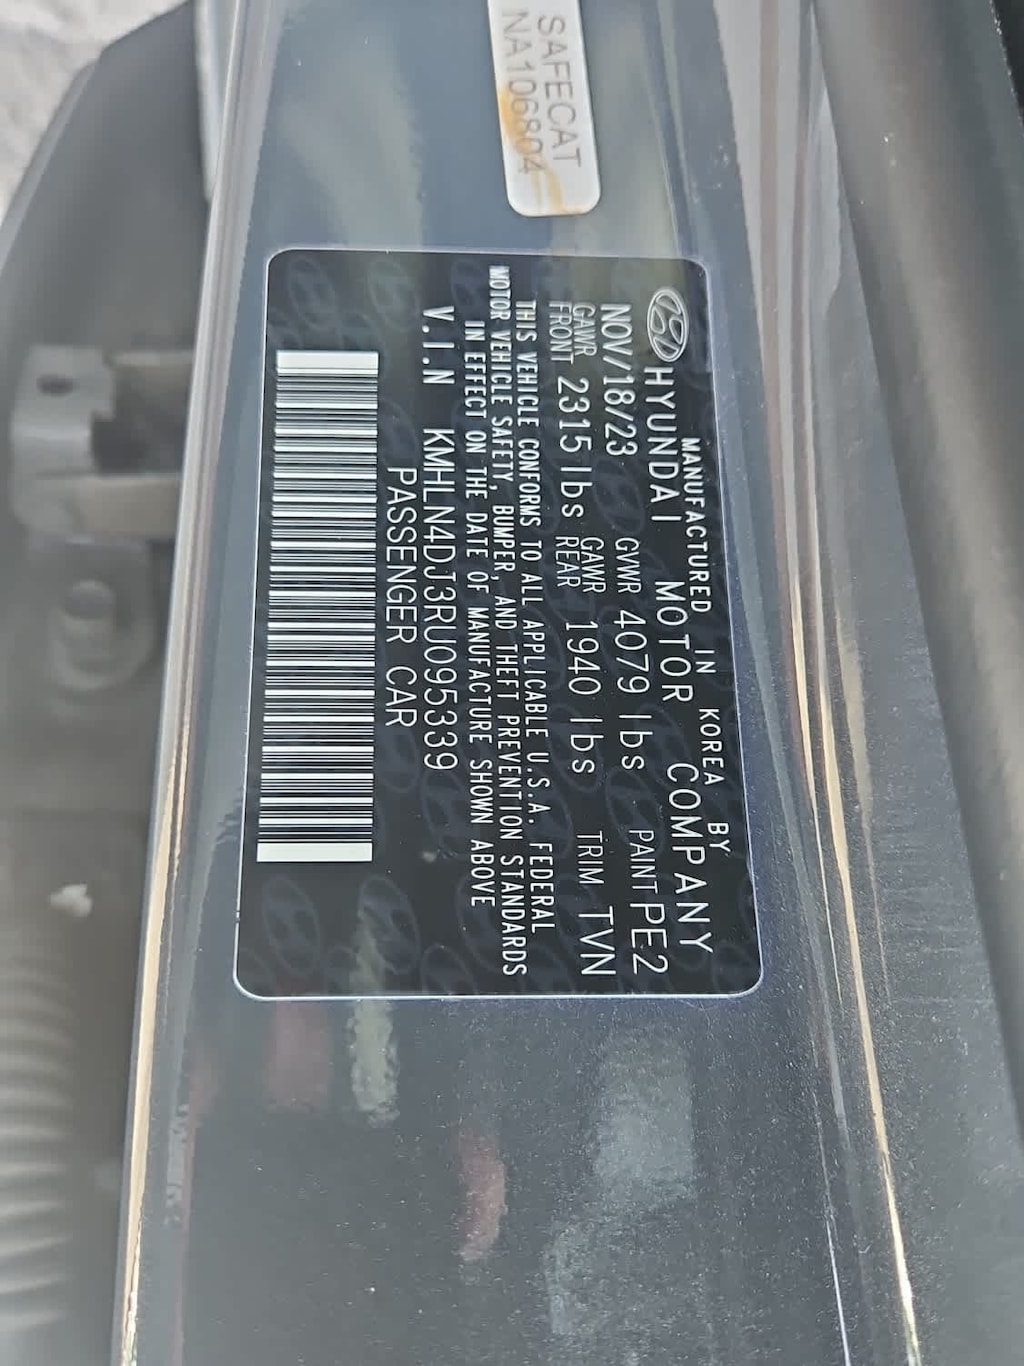 SAFECAT
NA106804
MANUFACTURED IN KOREA BY
HYUNDAI MOTOR COMPANY
NOV/18/23 GVWR 4079 lbs PAINT PE2
GAWR FRONT 2315 lbs GAWR REAR 1940 lbs TRIM TVN
THIS VEHICLE CONFORMS TO ALL APPLICABLE U.S.A. FEDERAL
MOTOR VEHICLE SAFETY, BUMPER, AND THEFT PREVENTION STANDARDS
IN EFFECT ON THE DATE OF MANUFACTURE SHOWN ABOVE
V.I.N KMHLN4DJ3RU095339
PASSENGER CAR